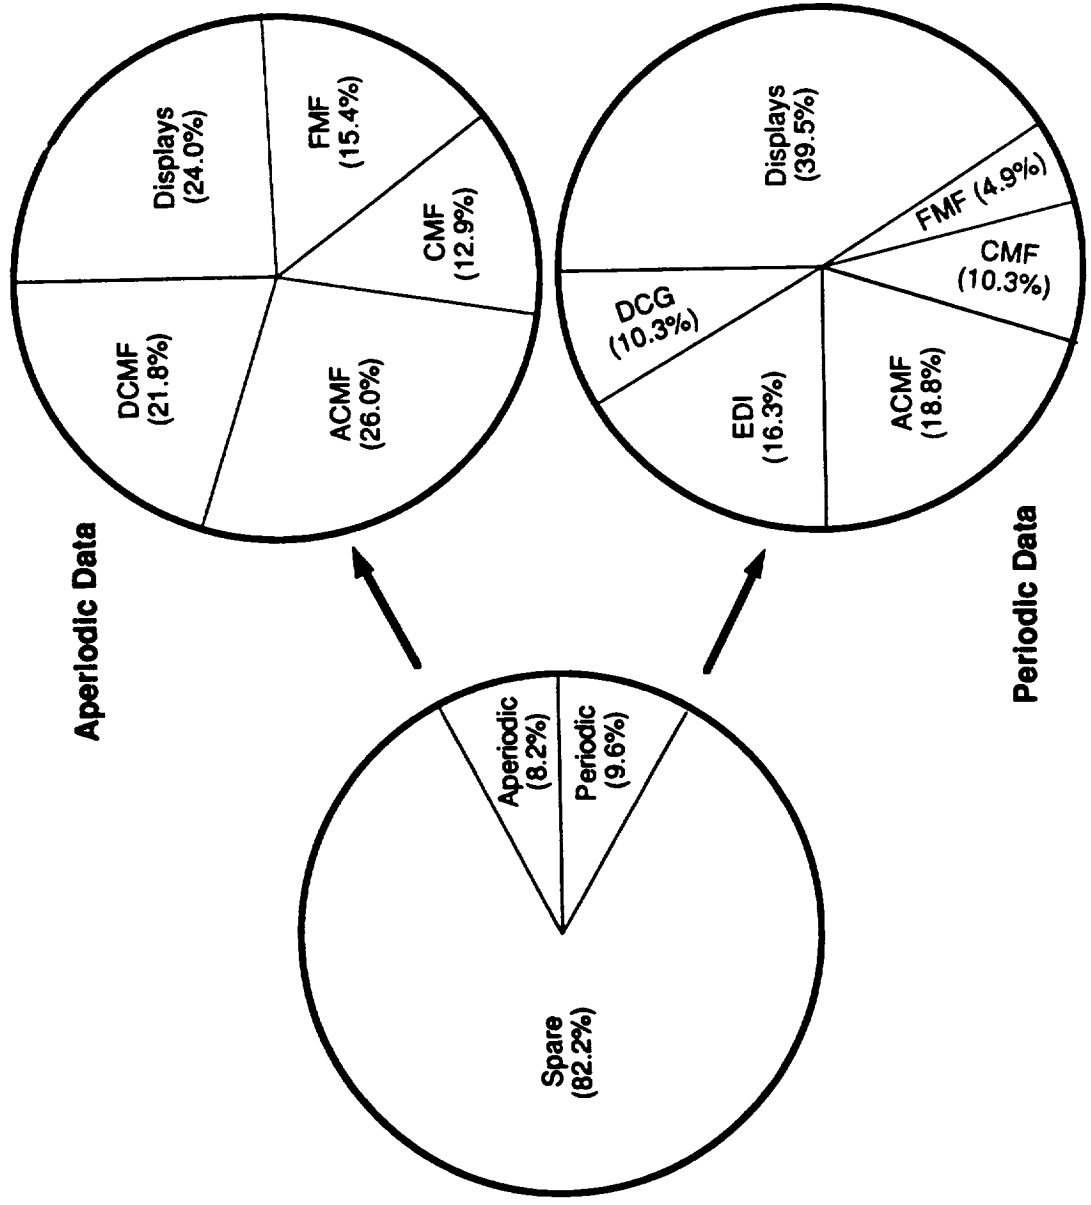 Aperiodic Data
DCMF
(21.8%)
Displays
(24.0%)
FMF
(15.4%)
CMF
(12.9%)
ACMF
(26.0%)
Spare
(82.2%)
Aperiodic
(8.2%)
Periodic
(9.6%)
DCG
(10.3%)
Displays
(39.5%)
EDI
(16.3%)
FMF (4.9%)
ACMF
(18.8%)
CMF
(10.3%)
Periodic Data